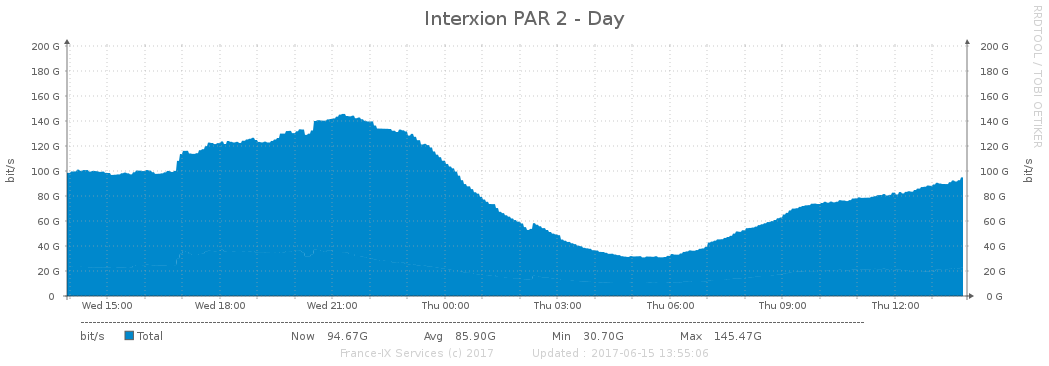 Interxion PAR 2 - Day
RRDTOOL / TOBI OETIKER
200 G 200 G
180 G 180 G
160 G 160 G
140 G 140 G
120 G 120 G
100 G 100 G
80 G 80 G
60 G 60 G
40 G 40 G
20 G 20 G
0 0 G
bit/s bit/s
Wed 15:00 Wed 18:00 Wed 21:00 Thu 00:00 Thu 03:00 Thu 06:00 Thu 09:00 Thu 12:00
bit/s Total Now 94.67G Avg 85.90G Min 30.70G Max 145.47G
France-IX Services (c) 2017 Updated : 2017-06-15 13:55:06